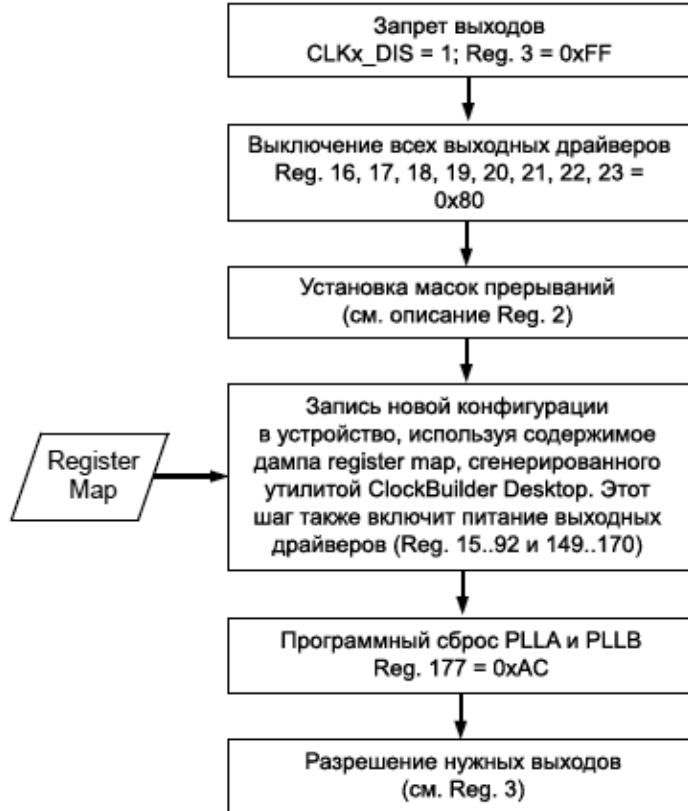 Запрет выходов
CLKx_DIS = 1; Reg. 3 = 0xFF
Выключение всех выходных драйверов
Reg. 16, 17, 18, 19, 20, 21, 22, 23 =
0x80
Установка масок прерываний
(см. описание Reg. 2)
Register
Map
Запись новой конфигурации
в устройство, используя содержимое
дампа register map, сгенерированного
утилитой ClockBuilder Desktop. Этот
шаг также включит питание выходных
драйверов (Reg. 15..92 и 149..170)
Программный сброс PLLA и PLLB
Reg. 177 = 0xAC
Разрешение нужных выходов
(см. Reg. 3)